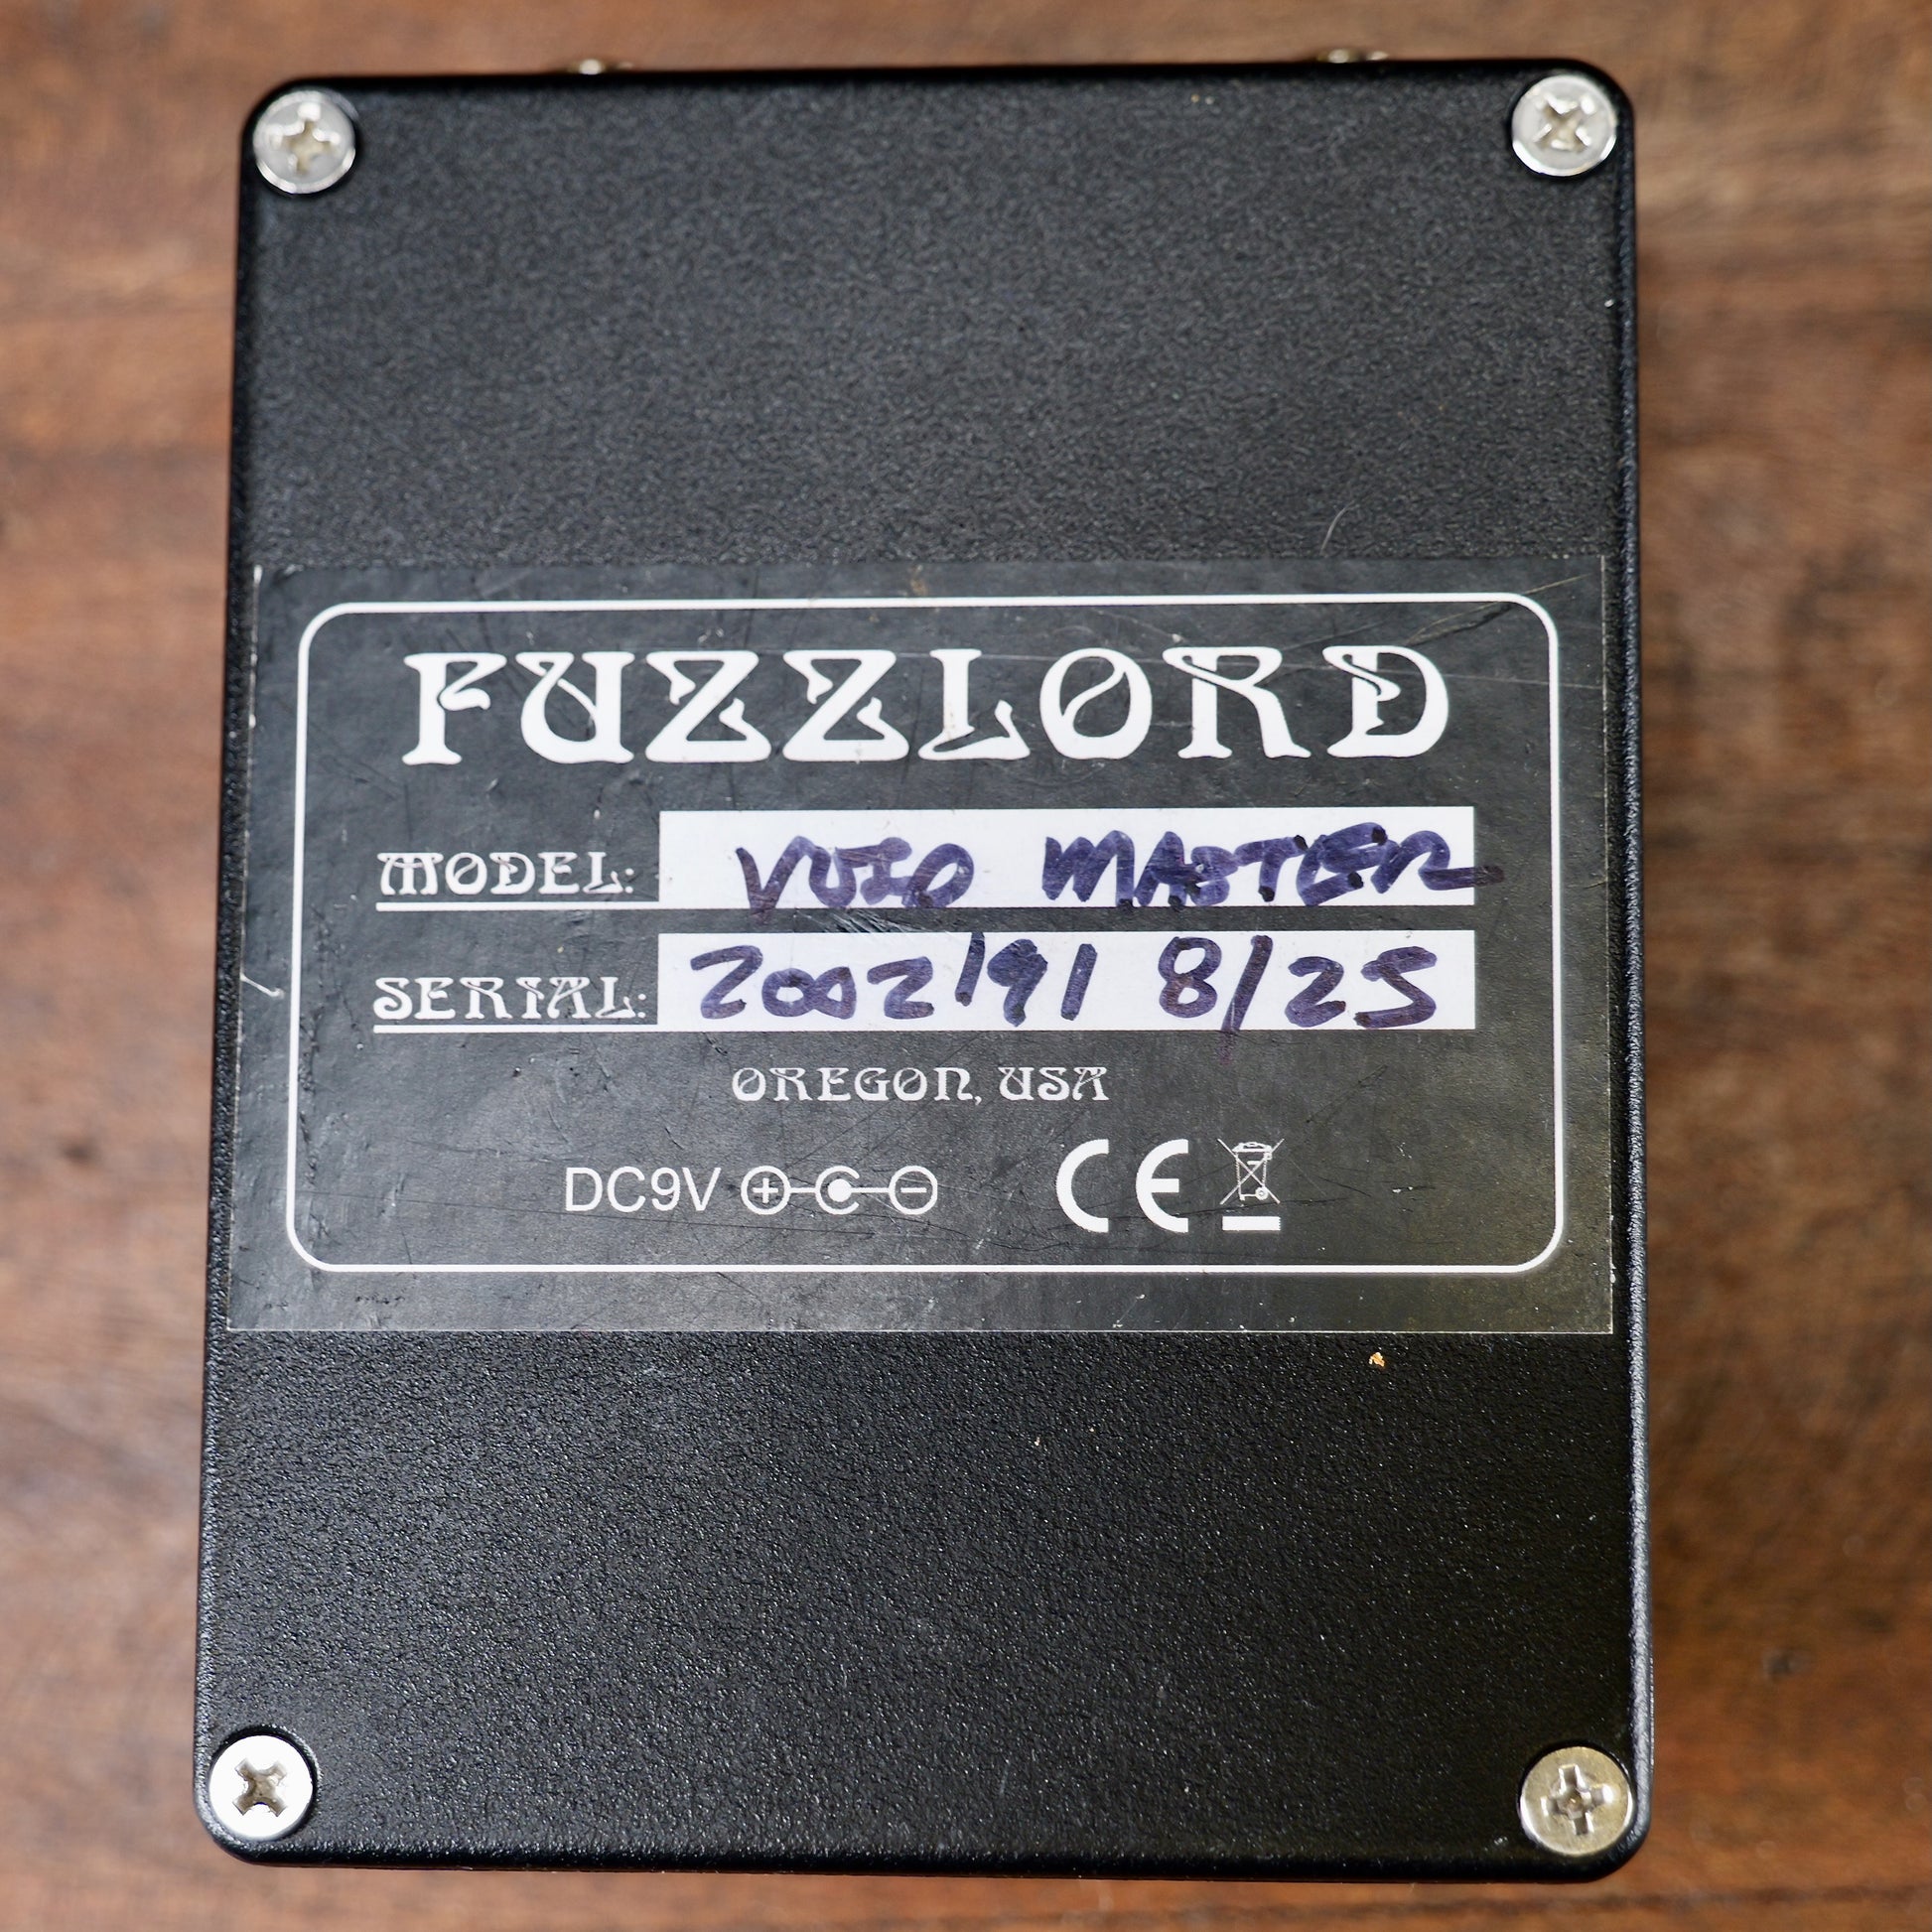 FUZZLORD
MODEL: VOID MASTER
SERIAL: 2002191 8/25
OREGON, USA
DC9V + - CE